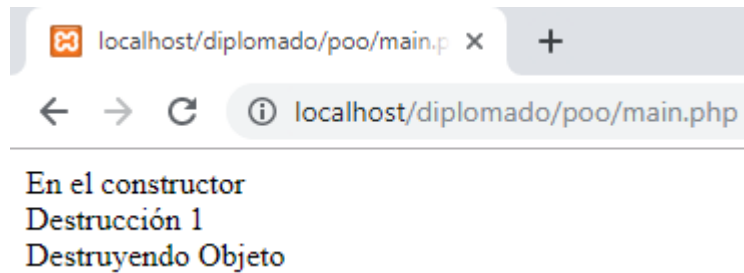 localhost/diplomado/poo/main.p
localhost/diplomado/poo/main.php
En el constructor
Destrucción 1
Destruyendo Objeto